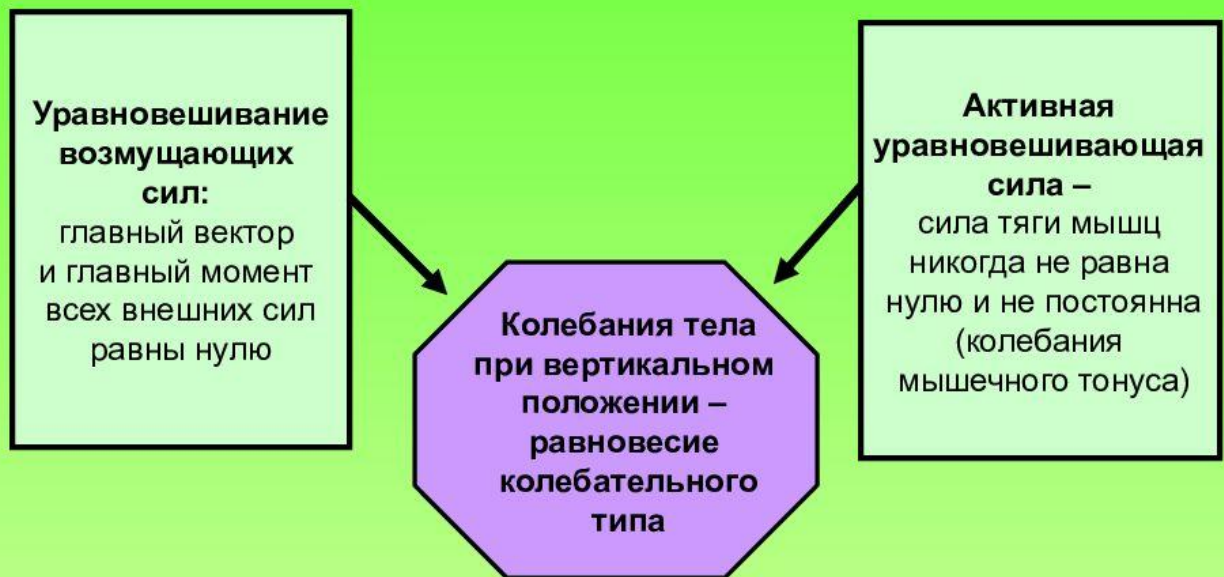 Уравновешивание
возмущающих
сил:
главный вектор
и главный момент
всех внешних сил
равны нулю
Активная
уравновешивающая
сила –
сила тяги мышц
никогда не равна
нулю и не постоянна
(колебания
мышечного тонуса)
Колебания тела
при вертикальном
положении –
равновесие
колебательного
типа